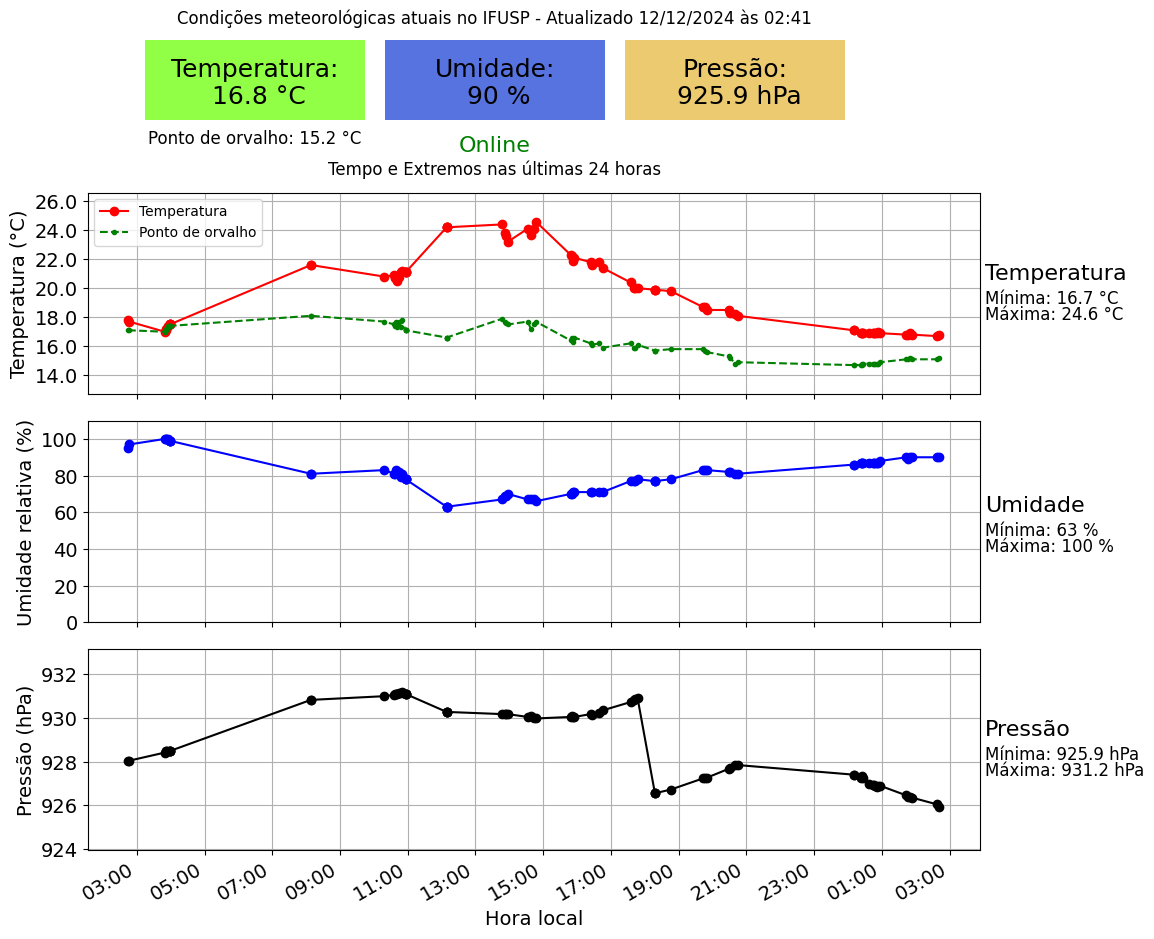 Condições meteorológicas atuais no IFUSP - Atualizado 12/12/2024 às 02:41
Temperatura:
16.8 °C
Umidade:
90 %
Pressão:
925.9 hPa
Ponto de orvalho: 15.2 °C
Online
Tempo e Extremos nas últimas 24 horas
Temperatura (°C)
26.0
24.0
22.0
20.0
18.0
16.0
14.0
Temperatura
Ponto de orvalho
Temperatura
Mínima: 16.7 °C
Máxima: 24.6 °C
Umidade relativa (%)
100
80
60
40
20
0
Umidade
Mínima: 63 %
Máxima: 100 %
Pressão (hPa)
932
930
928
926
924
Pressão
Mínima: 925.9 hPa
Máxima: 931.2 hPa
03:00
05:00
07:00
09:00
11:00
13:00
15:00
17:00
19:00
21:00
23:00
01:00
03:00
Hora local